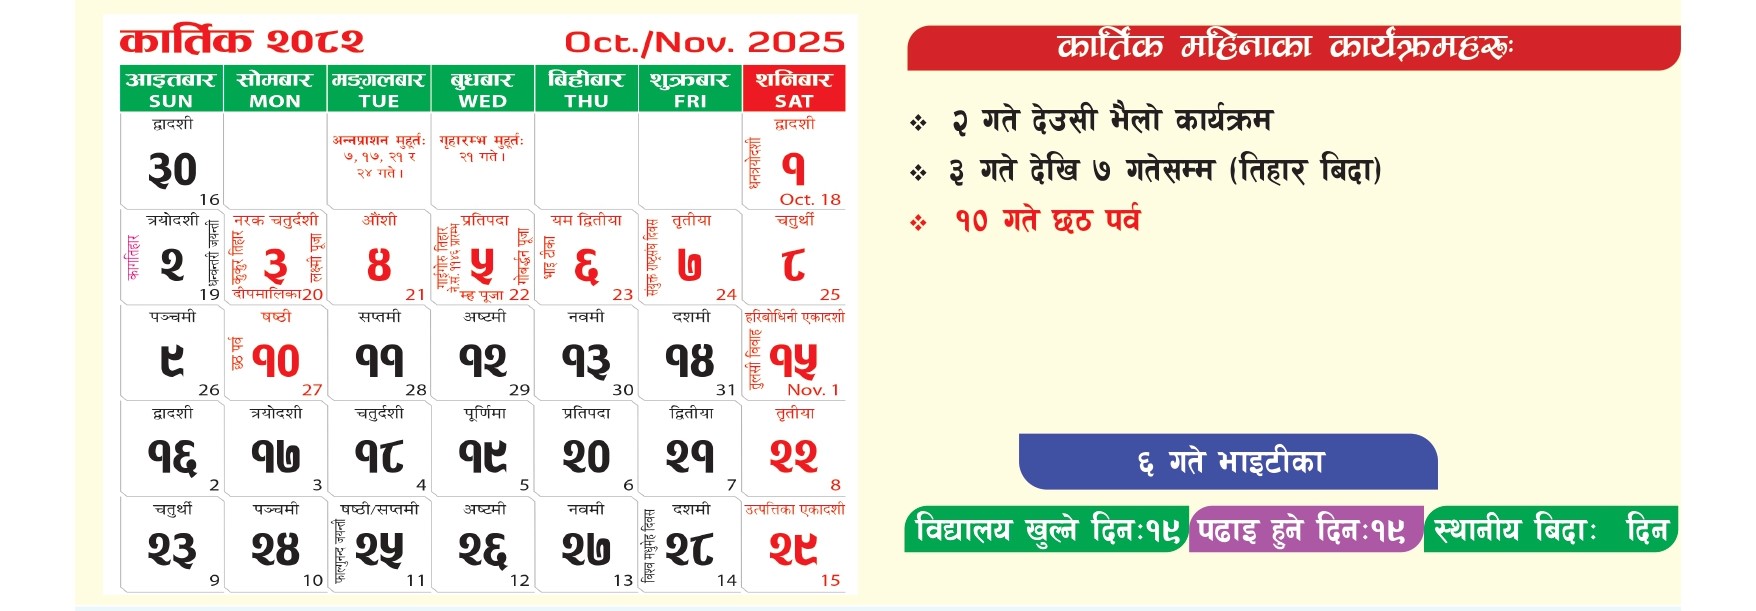 कार्तिक २०८२ Oct./Nov. 2025
आइतबार सोमबार मङ्गलबार बुधबार बिहीबार शुक्रबार शनिबार
SUN MON TUE WED THU FRI SAT
द्वादशी
३०
16
अन्नप्राशन मुहूर्तः
७, १७, २१ र
२४ गते ।
गृहारम्भ मुहूर्तः
२१ गते ।
द्वादशी
धनत्रयोदशी
१
Oct. 18
त्रयोदशी
कागतिहार
२
धन्वन्तरी जयन्ती
19
नरक चतुर्दशी
कुकुर तिहार
३
लक्ष्मी पूजा
दीपमालिका 20
औंशी
४
21
प्रतिपदा
गाईगोरु तिहार
ने.सं. ११४६ प्रारम्भ
५
गोबर्द्धन पूजा
म्ह पूजा 22
यम द्वितीया
भाइ टीका
६
23
तृतीया
संयुक्त राष्ट्रसंघ दिवस
७
24
चतुर्थी
८
25
पञ्चमी
९
26
षष्ठी
छठ पर्व
१०
27
सप्तमी
११
28
अष्टमी
१२
29
नवमी
१३
30
दशमी
१४
31
हरिबोधिनी एकादशी
तुलसी विवाह
१५
Nov. 1
द्वादशी
१६
2
त्रयोदशी
१७
3
चतुर्दशी
१८
4
पूर्णिमा
१९
5
प्रतिपदा
२०
6
द्वितीया
२१
7
तृतीया
२२
8
चतुर्थी
२३
9
पञ्चमी
२४
10
षष्ठी/सप्तमी
फाल्गुनन्द जयन्ती
२५
11
अष्टमी
२६
12
नवमी
२७
13
दशमी
विश्व मधुमेह दिवस
२८
14
उत्पत्तिका एकादशी
२९
15
कार्तिक महिनाका कार्यक्रमहरूः
❖ २ गते देउसी भैलो कार्यक्रम
❖ ३ गते देखि ७ गतेसम्म (तिहार बिदा)
❖ १० गते छठ पर्व
६ गते भाइटीका
विद्यालय खुल्ने दिनः१९ पढाइ हुने दिनः१९ स्थानीय बिदाः दिन